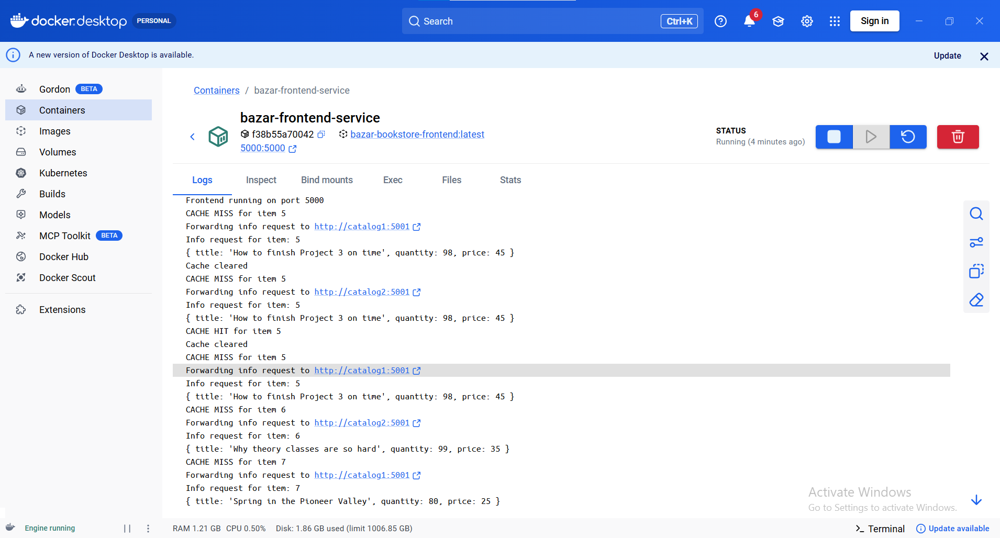 docker.desktop PERSONAL
Search Ctrl+K
6
Sign in
A new version of Docker Desktop is available.
Update
Gordon BETA
Containers
Images
Volumes
Kubernetes
Builds
Models
MCP Toolkit BETA
Docker Hub
Docker Scout
Extensions
Containers / bazar-frontend-service
bazar-frontend-service
f38b55a70042 bazar-bookstore-frontend:latest
5000:5000
STATUS
Running (4 minutes ago)
Logs Inspect Bind mounts Exec Files Stats
Frontend running on port 5000
CACHE MISS for item 5
Forwarding info request to http://catalog1:5001
Info request for item: 5
{ title: 'How to finish Project 3 on time', quantity: 98, price: 45 }
Cache cleared
CACHE MISS for item 5
Forwarding info request to http://catalog2:5001
Info request for item: 5
{ title: 'How to finish Project 3 on time', quantity: 98, price: 45 }
CACHE HIT for item 5
Cache cleared
CACHE MISS for item 5
Forwarding info request to http://catalog1:5001
Info request for item: 5
{ title: 'How to finish Project 3 on time', quantity: 98, price: 45 }
CACHE MISS for item 6
Forwarding info request to http://catalog2:5001
Info request for item: 6
{ title: 'Why theory classes are so hard', quantity: 99, price: 35 }
CACHE MISS for item 7
Forwarding info request to http://catalog1:5001
Info request for item: 7
{ title: 'Spring in the Pioneer Valley', quantity: 80, price: 25 }
Activate Windows
Go to Settings to activate Windows.
Engine running
RAM 1.21 GB CPU 0.50% Disk: 1.86 GB used (limit 1006.85 GB)
Terminal
Update available